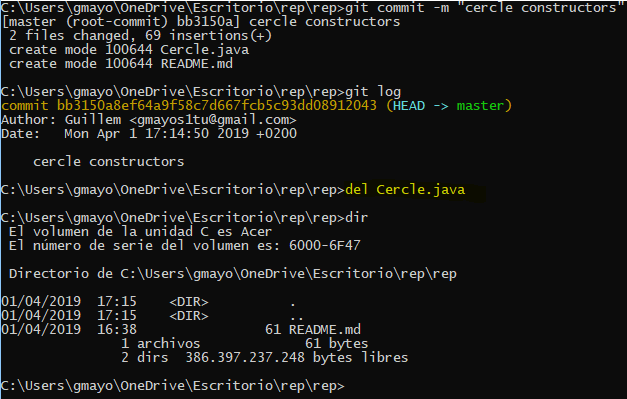 C:\Users\gmayo\OneDrive\Escritorio\rep\rep>git commit -m "cercle constructors"
[master (root-commit) bb3150a] cercle constructors
 2 files changed, 69 insertions(+)
 create mode 100644 Cercle.java
 create mode 100644 README.md
C:\Users\gmayo\OneDrive\Escritorio\rep\rep>git log
commit bb3150a8ef64a9f58c7d667fcb5c93dd08912043 (HEAD -> master)
Author: Guillem <gmayos1tu@gmail.com>
Date:   Mon Apr 1 17:14:50 2019 +0200
    cercle constructors
C:\Users\gmayo\OneDrive\Escritorio\rep\rep>del Cercle.java
C:\Users\gmayo\OneDrive\Escritorio\rep\rep>dir
 El volumen de la unidad C es Acer
 El número de serie del volumen es: 6000-6F47
 Directorio de C:\Users\gmayo\OneDrive\Escritorio\rep\rep
01/04/2019  17:15    <DIR>          .
01/04/2019  17:15    <DIR>          ..
01/04/2019  16:38                61 README.md
               1 archivos             61 bytes
               2 dirs  386.397.237.248 bytes libres
C:\Users\gmayo\OneDrive\Escritorio\rep\rep>